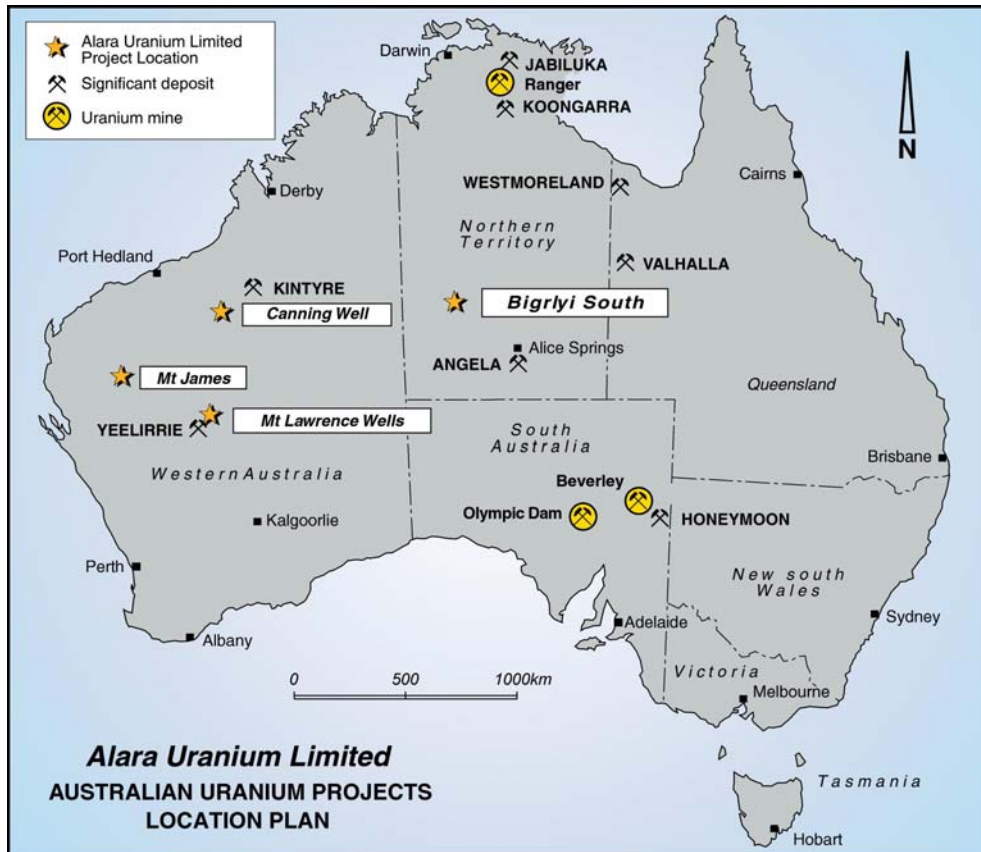 Alara Uranium Limited
Project Location
Significant deposit
Uranium mine
Darwin
JABILUKA
Ranger
KOONGARRA
N
WESTMORELAND
Cairns
Derby
Northern
Territory
Port Hedland
VALHALLA
KINTYRE
Canning Well
Bigrlyi South
Alice Springs
ANGELA
Mt James
Queensland
Mt Lawrence Wells
YEELIRRIE
South
Australia
Western Australia
Brisbane
Beverley
Olympic Dam
HONEYMOON
Kalgoorlie
Perth
New south
Wales
Sydney
Adelaide
Albany
Victoria
0 500 1000km
Melbourne
Alara Uranium Limited
AUSTRALIAN URANIUM PROJECTS
LOCATION PLAN
Tasmania
Hobart